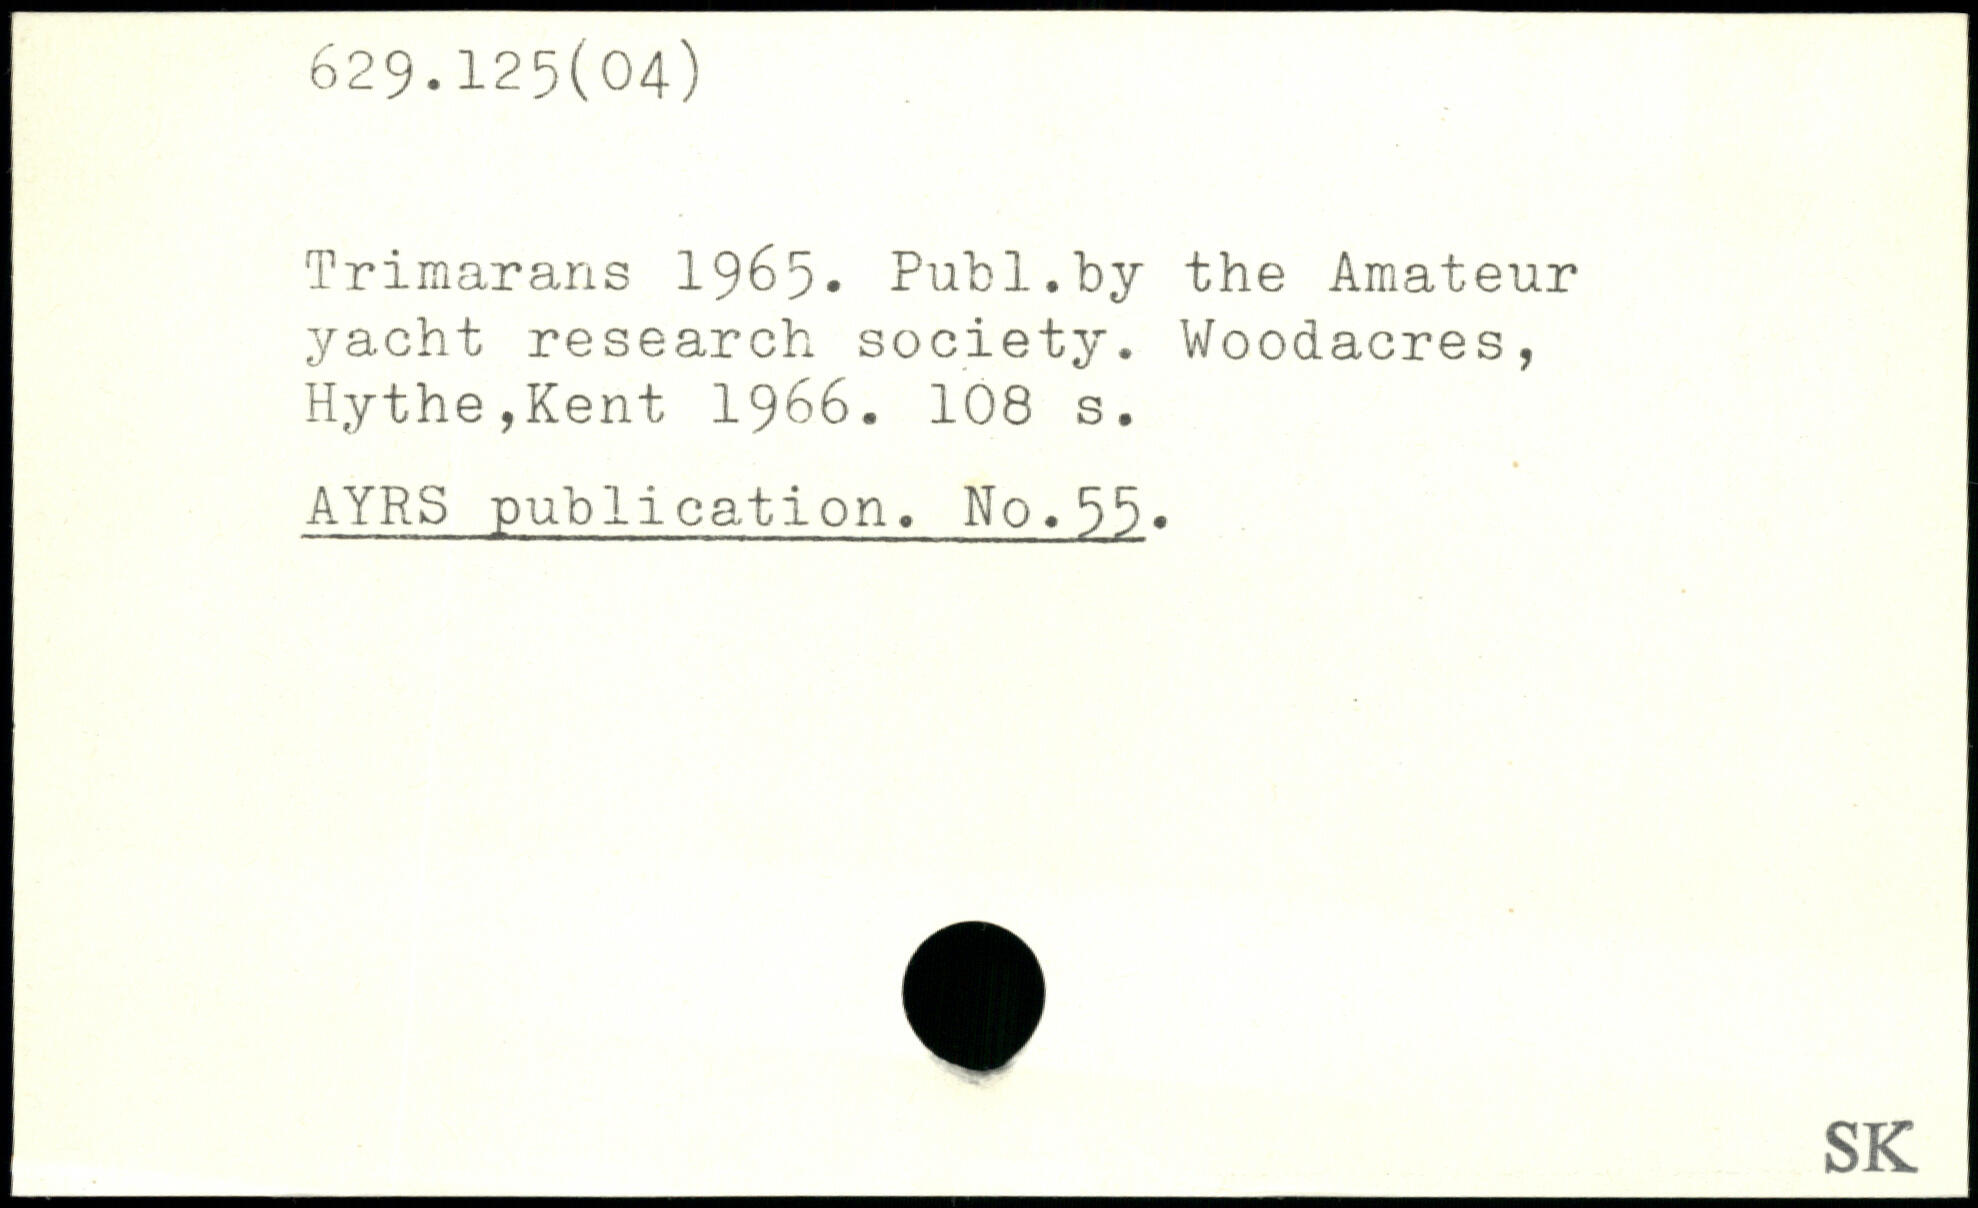 629.125(04)
Trimarans 1965. Publ.by the Amateur
yacht research society. Woodacres,
Hythe,Kent 1966. 108 s.
AYRS publication. No.55.
SK